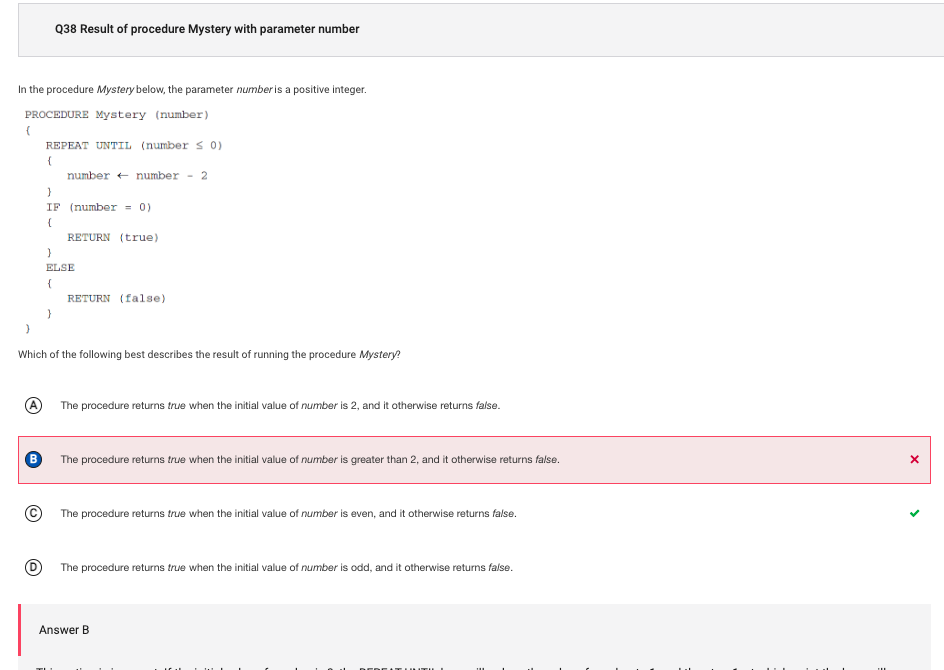 Q38 Result of procedure Mystery with parameter number
In the procedure Mystery below, the parameter number is a positive integer.
PROCEDURE Mystery (number)
{
REPEAT UNTIL (number ≤ 0)
{
number ← number - 2
}
IF (number = 0)
{
RETURN (true)
}
ELSE
{
RETURN (false)
}
}
Which of the following best describes the result of running the procedure Mystery?
A The procedure returns true when the initial value of number is 2, and it otherwise returns false.
B The procedure returns true when the initial value of number is greater than 2, and it otherwise returns false.
C The procedure returns true when the initial value of number is even, and it otherwise returns false.
D The procedure returns true when the initial value of number is odd, and it otherwise returns false.
Answer B